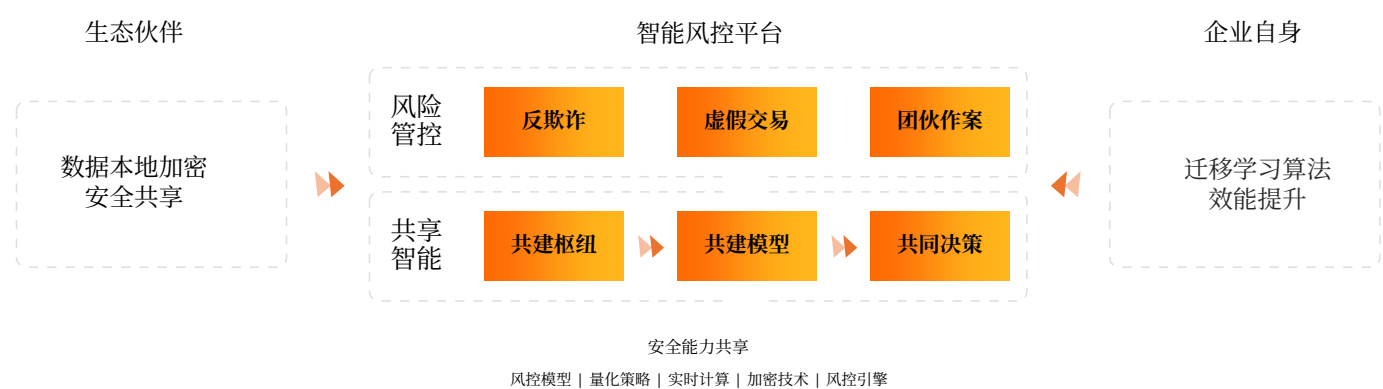 生态伙伴
智能风控平台
企业自身
数据本地加密
安全共享
风险
管控
反欺诈
虚假交易
团伙作案
共享
智能
共建枢纽
共建模型
共同决策
迁移学习算法
效能提升
安全能力共享
风控模型 | 量化策略 | 实时计算 | 加密技术 | 风控引擎